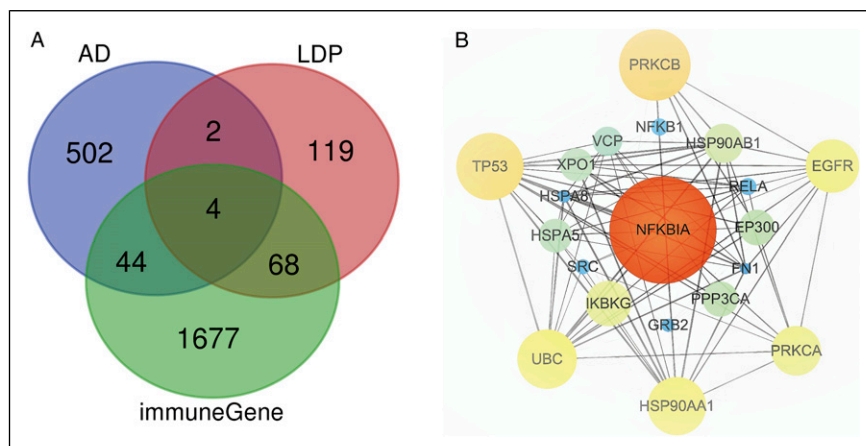 A
AD
LDP
502
2
119
4
44
68
1677
immuneGene
B
PRKCB
NFKB1
VCP
HSP90AB1
XPO1
TP53
EGFR
RELA
HSPA8
NFKBIA
EP300
HSPA5
SRC
FN1
IKBKG
PPP3CA
GRB2
PRKCA
UBC
HSP90AA1